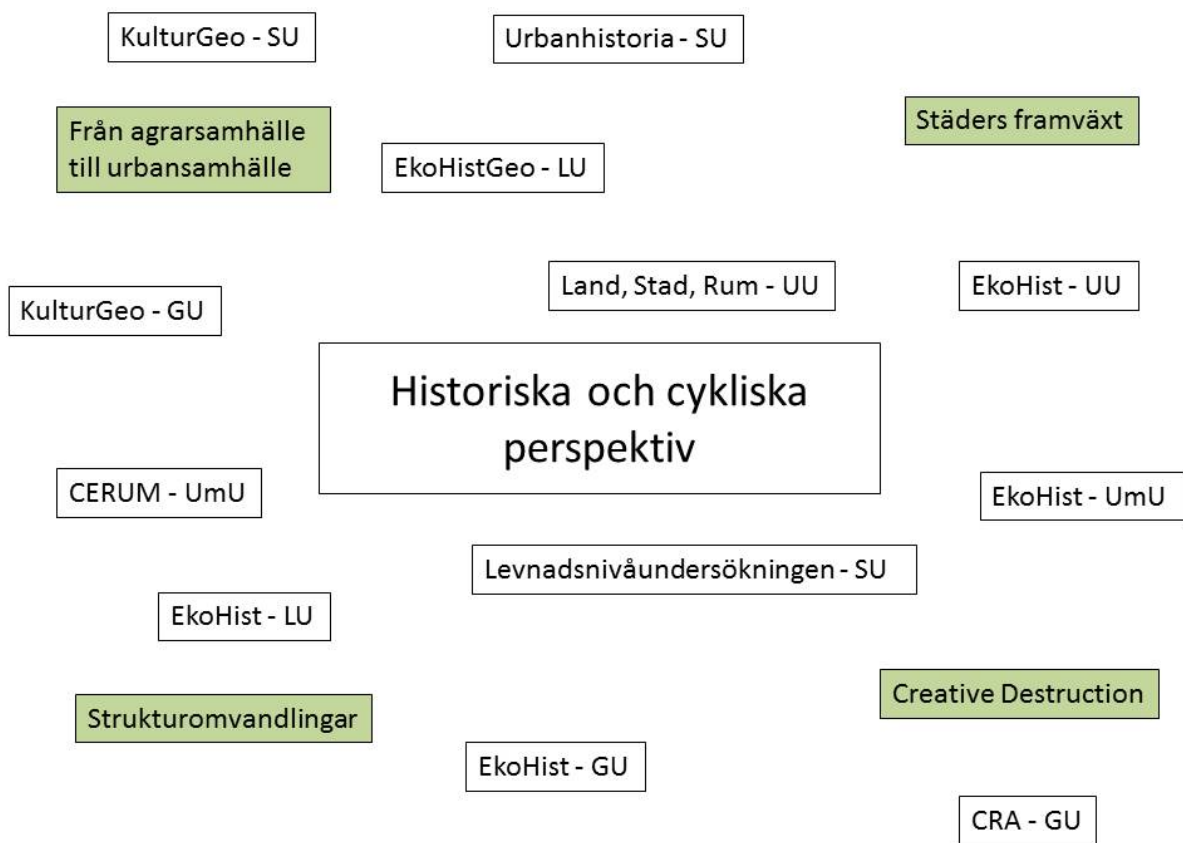 KulturGeo - SU
Urbanhistoria - SU
Från agrarsamhälle
till urbansamhälle
Städers framväxt
EkoHistGeo - LU
Land, Stad, Rum - UU
EkoHist - UU
KulturGeo - GU
Historiska och cykliska
perspektiv
CERUM - UmU
EkoHist - UmU
Levnadsnivåundersökningen - SU
EkoHist - LU
Strukturomvandlingar
Creative Destruction
EkoHist - GU
CRA - GU